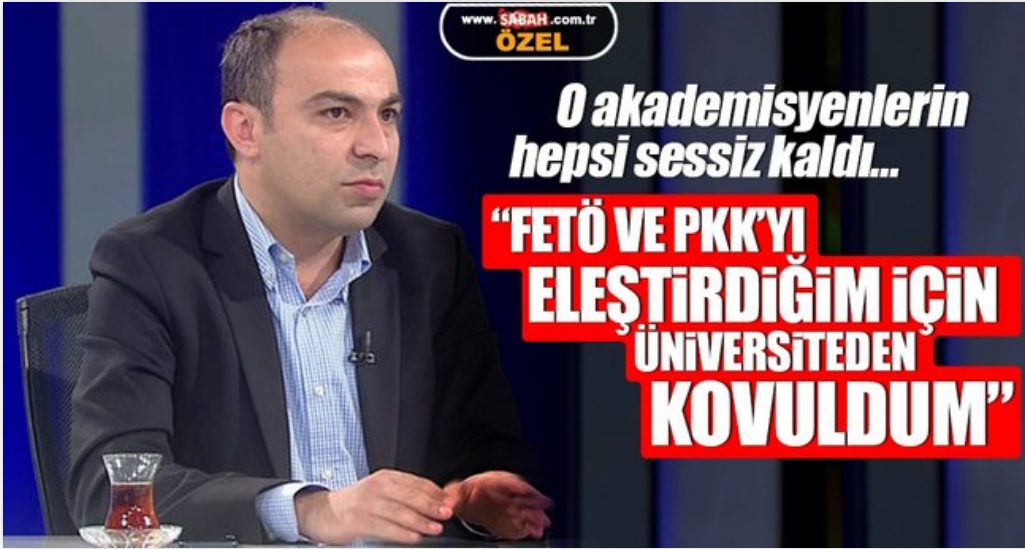 www.SABAH.com.tr
ÖZEL
O akademisyenlerin
hepsi sessiz kaldı...
“FETÖ VE PKK’YI
ELEŞTİRDİĞİM İÇİN
ÜNİVERSİTEDEN
KOVULDUM”